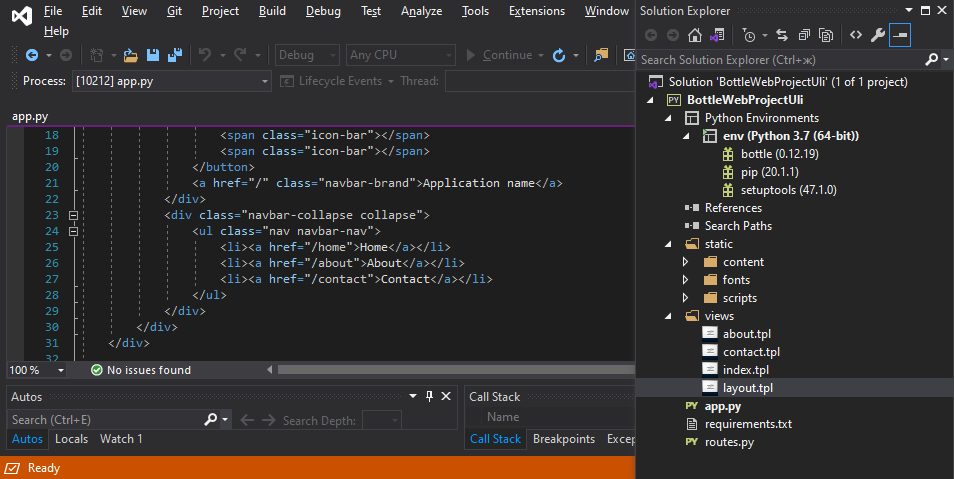 File Edit View Git Project Build Debug Test Analyze Tools Extensions Window
Help
Debug Any CPU Continue
Process: [10212] app.py Lifecycle Events Thread:
app.py
18 <span class="icon-bar"></span>
19 <span class="icon-bar"></span>
20 </button>
21 <a href="/" class="navbar-brand">Application name</a>
22 </div>
23 <div class="navbar-collapse collapse">
24 <ul class="nav navbar-nav">
25 <li><a href="/home">Home</a></li>
26 <li><a href="/about">About</a></li>
27 <li><a href="/contact">Contact</a></li>
28 </ul>
29 </div>
30 </div>
31 </div>
32
100 % No issues found
Autos
Search (Ctrl+E) Search Depth:
Autos Locals Watch 1
Call Stack
Name
Call Stack Breakpoints Excep
Ready
Solution Explorer
Search Solution Explorer (Ctrl+ж)
Solution 'BottleWebProjectUli' (1 of 1 project)
PY BottleWebProjectUli
Python Environments
env (Python 3.7 (64-bit))
bottle (0.12.19)
pip (20.1.1)
setuptools (47.1.0)
References
Search Paths
static
content
fonts
scripts
views
about.tpl
contact.tpl
index.tpl
layout.tpl
PY app.py
requirements.txt
PY routes.py